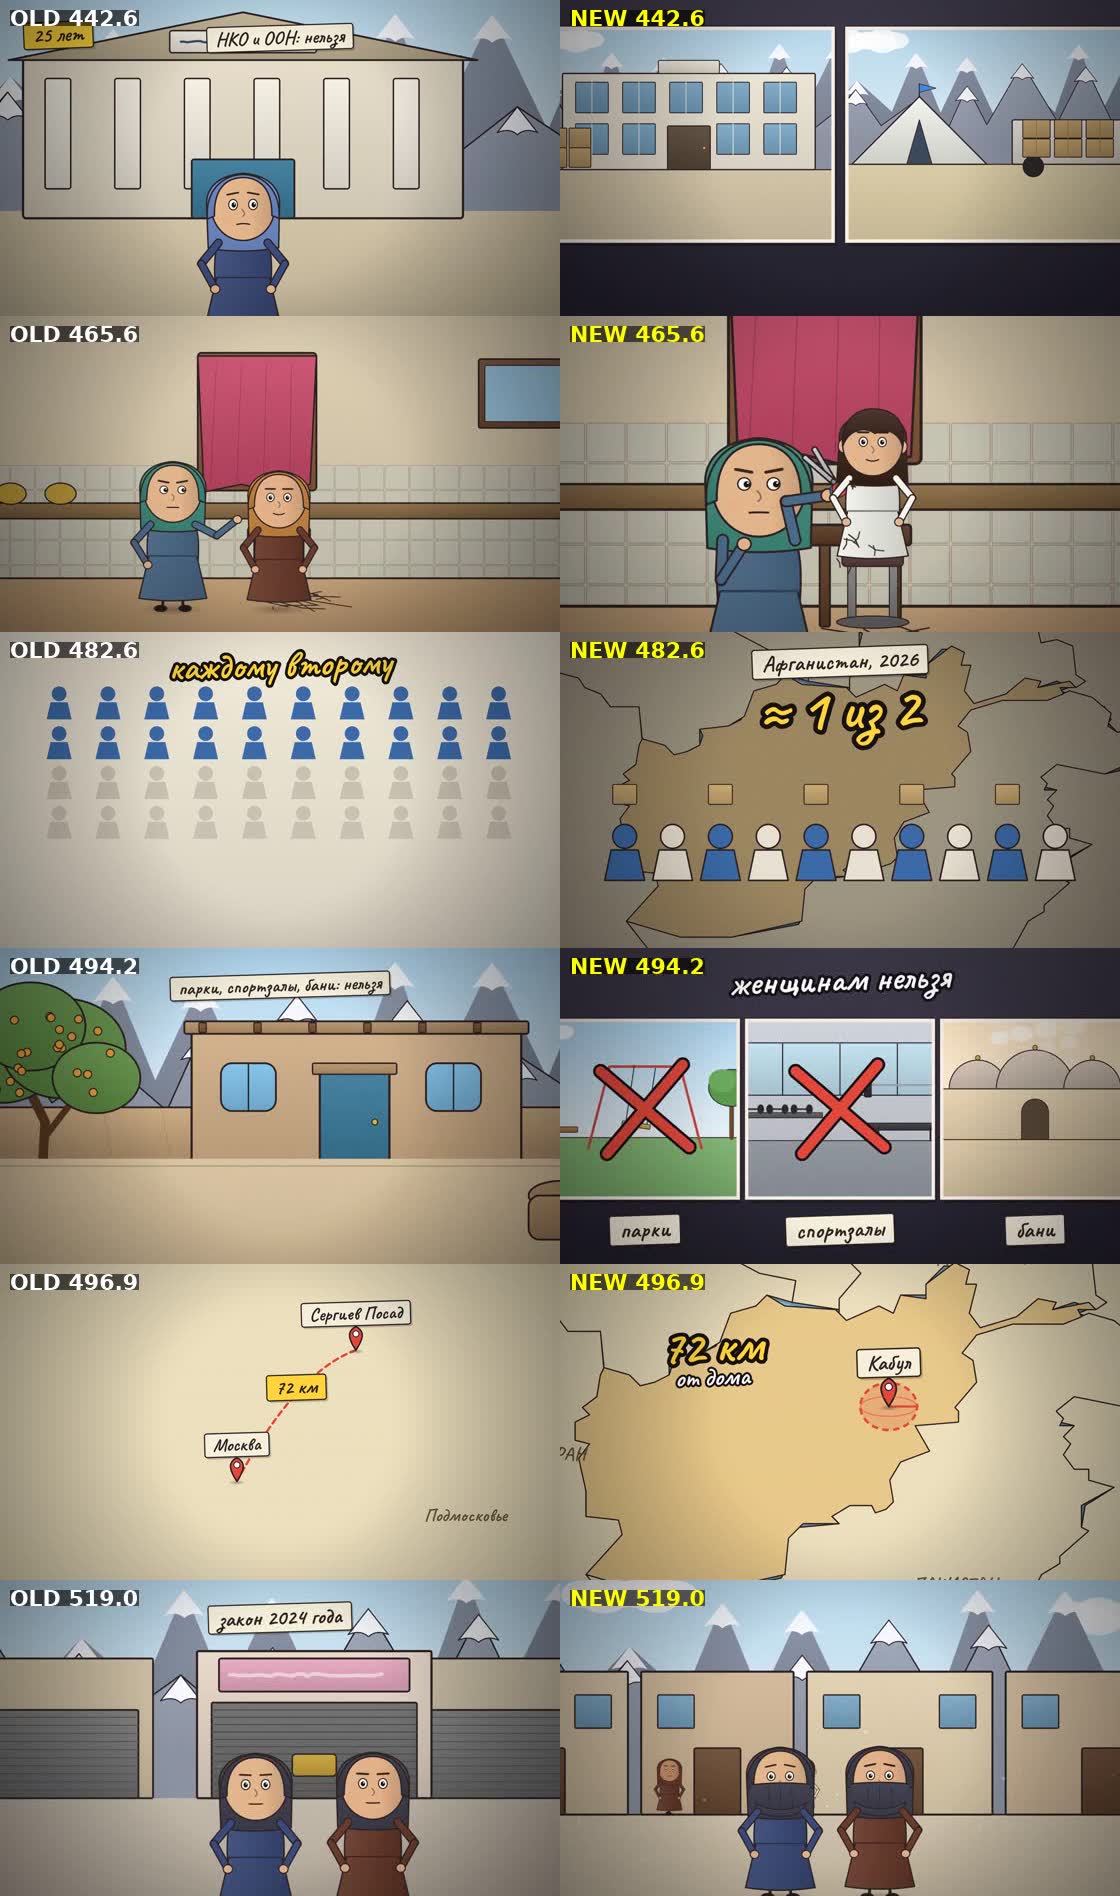 OLD 442.6
25 лет
НКО и ООН: нельзя
NEW 442.6
OLD 465.6
NEW 465.6
OLD 482.6
каждому второму
NEW 482.6
Афганистан, 2026
≈ 1 из 2
OLD 494.2
парки, спортзалы, бани: нельзя
NEW 494.2
женщинам нельзя
парки
спортзалы
бани
OLD 496.9
Сергиев Посад
72 км
Москва
Подмосковье
NEW 496.9
72 км
от дома
Кабул
OLD 519.0
закон 2024 года
NEW 519.0